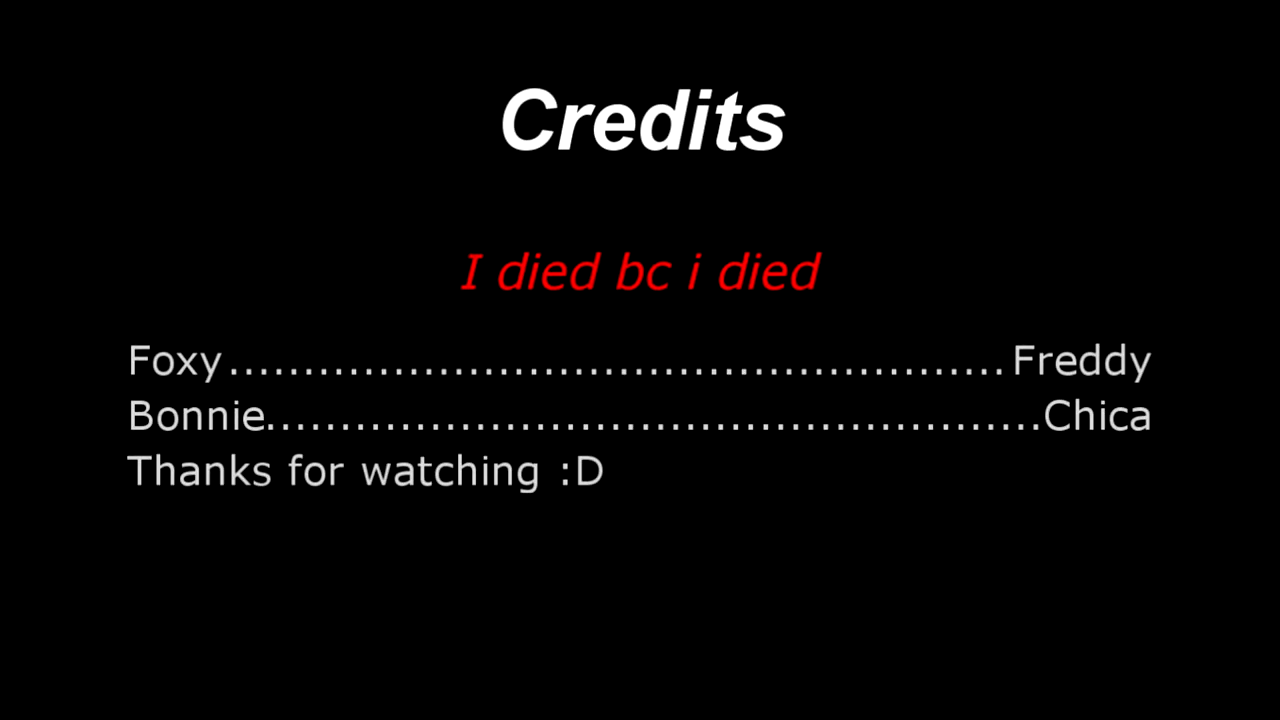 Credits
I died bc i died
Foxy....................................................Freddy
Bonnie....................................................Chica
Thanks for watching :D